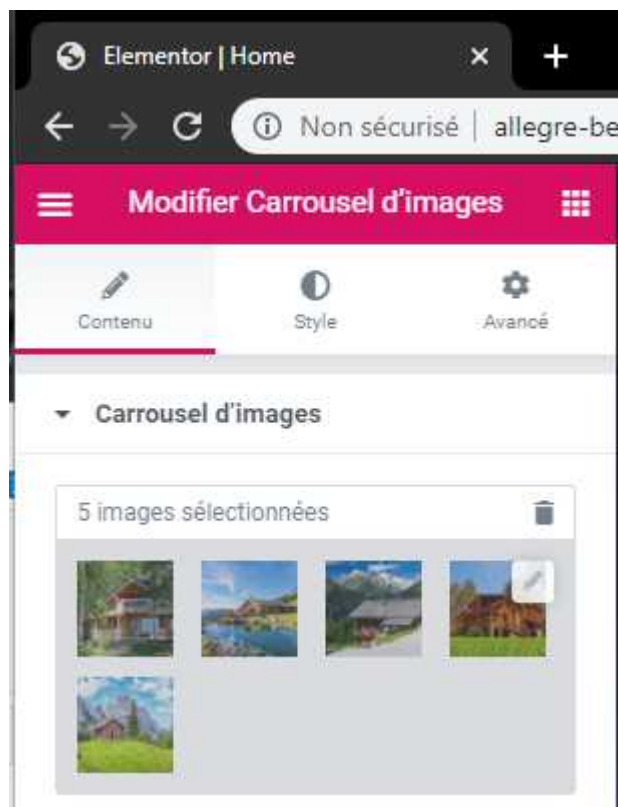 Elementor | Home
Non sécurisé | allegre-be
Modifier Carrousel d'images
Contenu
Style
Avancé
Carrousel d'images
5 images sélectionnées